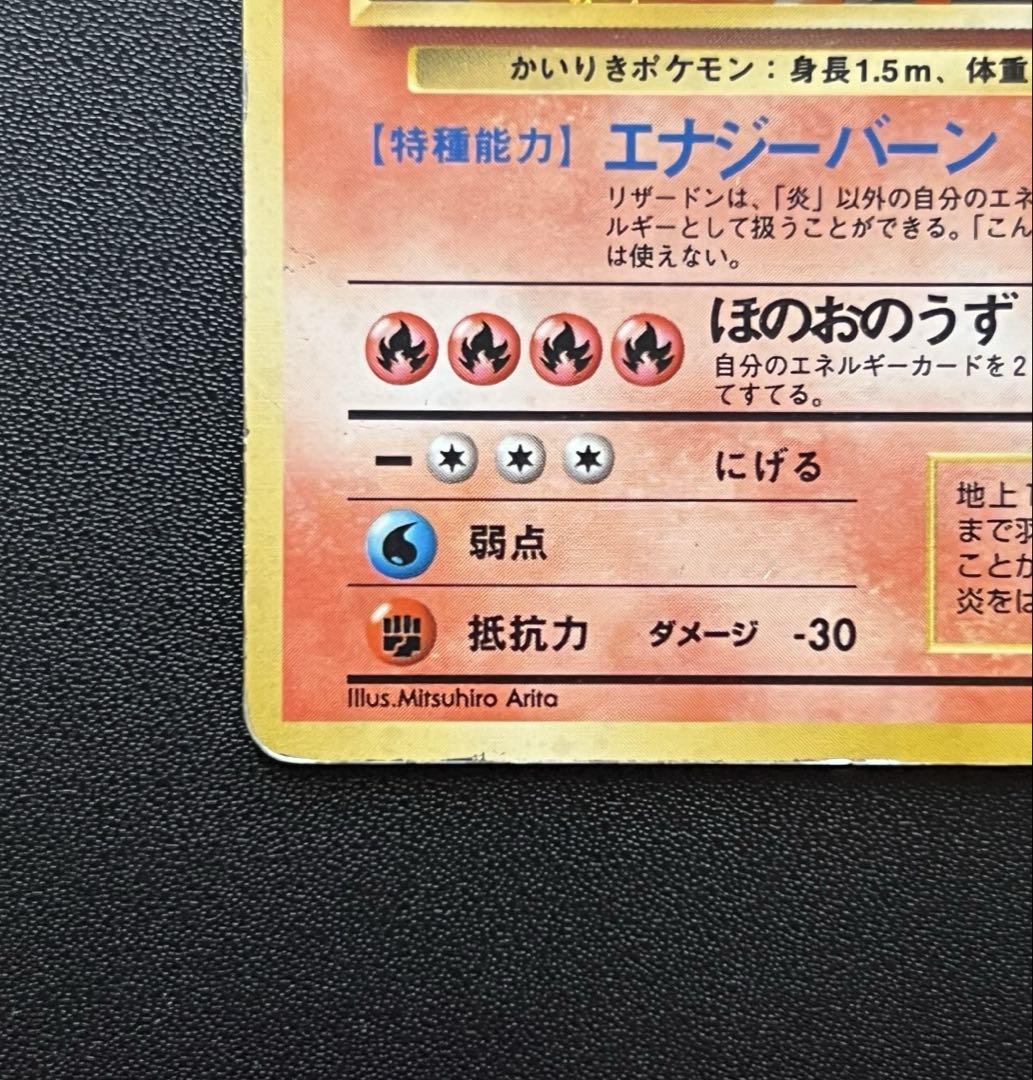 かいりきポケモン：身長1.5m、体重
【特種能力】 エナジーバーン
リザードンは、「炎」以外の自分のエネ
ルギーとして扱うことができる。「こん
は使えない。
ほのおのうず
自分のエネルギーカードを2
てすてる。
にげる
弱点
抵抗力 ダメージ -30
地上1
まで羽
ことか
炎をは
Illus.Mitsuhiro Arita